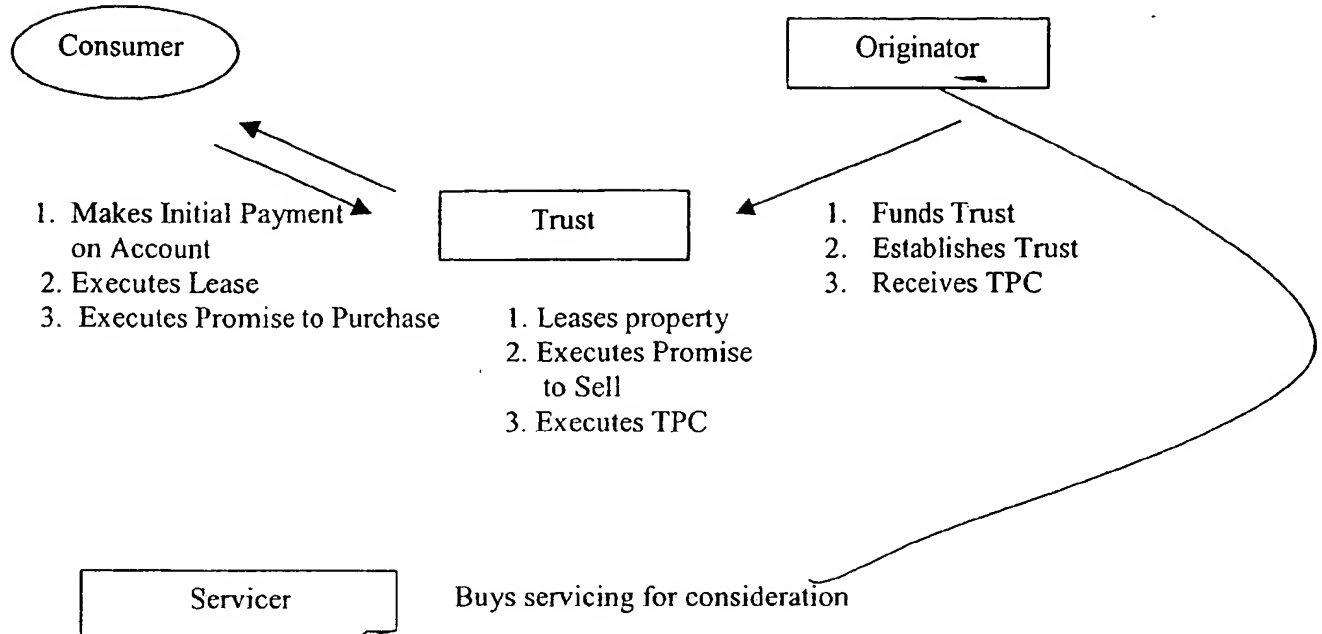 Consumer
Originator
1. Makes Initial Payment
on Account
2. Executes Lease
3. Executes Promise to Purchase
Trust
1. Leases property
2. Executes Promise
to Sell
3. Executes TPC
1. Funds Trust
2. Establishes Trust
3. Receives TPC
Servicer
Buys servicing for consideration